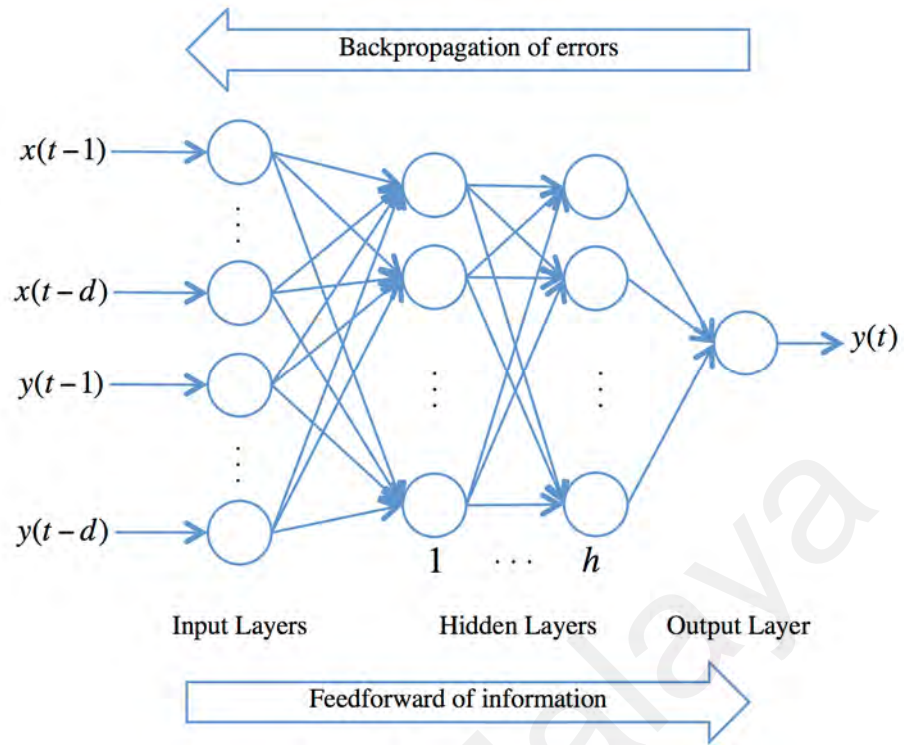 Backpropagation of errors
x(t−1)
⋮
x(t−d)
y(t−1)
⋮
y(t−d)
⋮
⋮
y(t)
1 ··· h
Input Layers Hidden Layers Output Layer
Feedforward of information